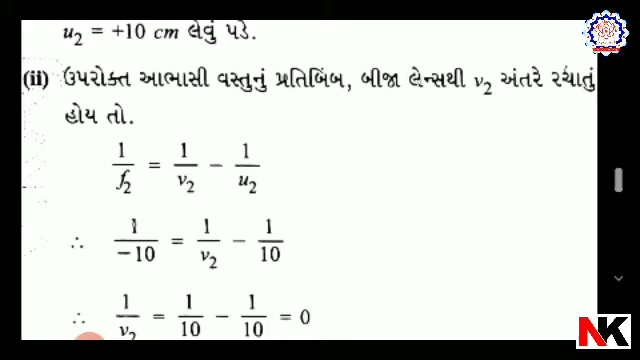 u₂ = +10 cm લેવું પડે.
(ii) ઉપરોક્ત આભાસી વસ્તુનું પ્રતિબિંબ, બીજા લેન્સથી v₂ અંતરે રચાતું
હોય તો.
1/f₂ = 1/v₂ − 1/u₂
∴ 1/−10 = 1/v₂ − 1/10
∴ 1/v₂ = 1/10 − 1/10 = 0
NK